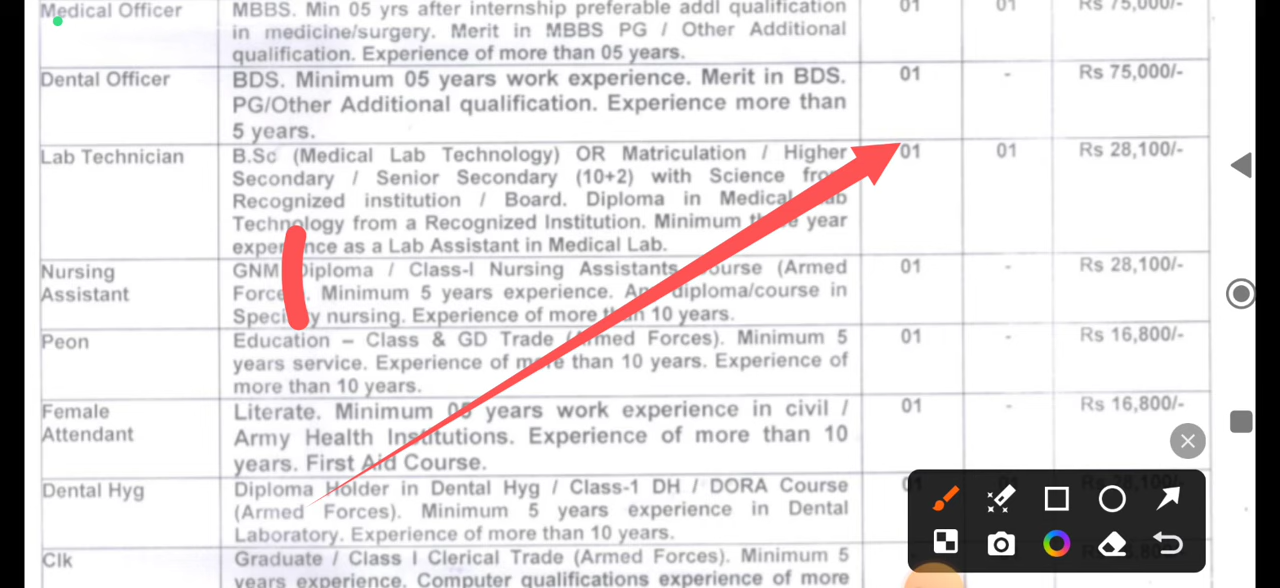 Medical Officer MBBS. Min 05 yrs after internship preferable addl qualification 01 01 Rs 75,000/-
in medicine/surgery. Merit in MBBS PG / Other Additional
qualification. Experience of more than 05 years.
Dental Officer BDS. Minimum 05 years work experience. Merit in BDS. 01 - Rs 75,000/-
PG/Other Additional qualification. Experience more than
5 years.
Lab Technician B.Sc (Medical Lab Technology) OR Matriculation / Higher 01 01 Rs 28,100/-
Secondary / Senior Secondary (10+2) with Science from
Recognized institution / Board. Diploma in Medical Lab
Technology from a Recognized Institution. Minimum three year
experience as a Lab Assistant in Medical Lab.
Nursing GNM Diploma / Class-I Nursing Assistants Course (Armed 01 - Rs 28,100/-
Assistant Forces). Minimum 5 years experience. Any diploma/course in
Specialty nursing. Experience of more than 10 years.
Peon Education – Class & GD Trade (Armed Forces). Minimum 5 01 - Rs 16,800/-
years service. Experience of more than 10 years. Experience of
more than 10 years.
Female Literate. Minimum 05 years work experience in civil / 01 - Rs 16,800/-
Attendant Army Health Institutions. Experience of more than 10
years. First Aid Course.
Dental Hyg Diploma Holder in Dental Hyg / Class-1 DH / DORA Course 01
(Armed Forces). Minimum 5 years experience in Dental
Laboratory. Experience of more than 10 years.
Clk Graduate / Class I Clerical Trade (Armed Forces). Minimum 5
years experience. Computer qualifications experience of more